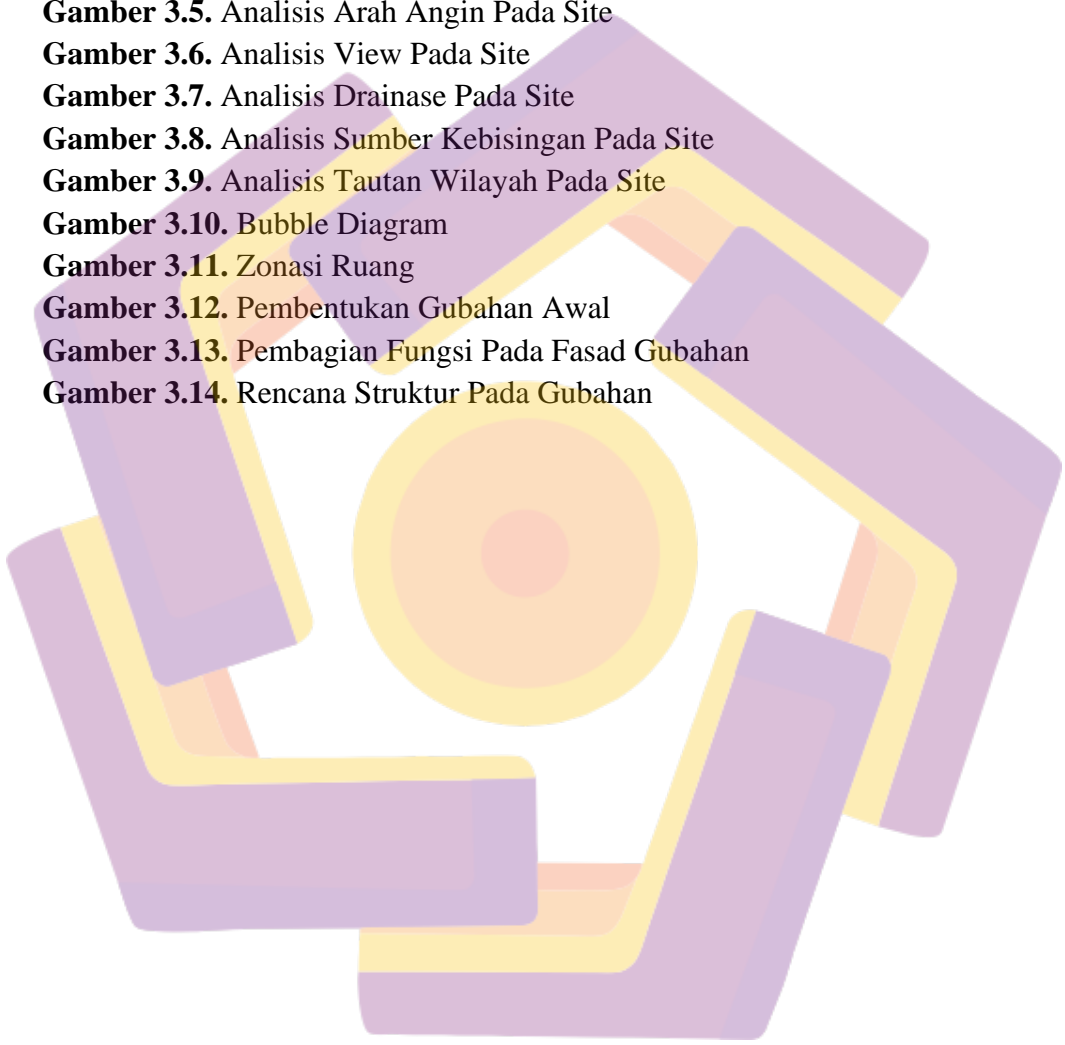 Gamber 3.5. Analisis Arah Angin Pada Site
Gamber 3.6. Analisis View Pada Site
Gamber 3.7. Analisis Drainase Pada Site
Gamber 3.8. Analisis Sumber Kebisingan Pada Site
Gamber 3.9. Analisis Tautan Wilayah Pada Site
Gamber 3.10. Bubble Diagram
Gamber 3.11. Zonasi Ruang
Gamber 3.12. Pembentukan Gubahan Awal
Gamber 3.13. Pembagian Fungsi Pada Fasad Gubahan
Gamber 3.14. Rencana Struktur Pada Gubahan